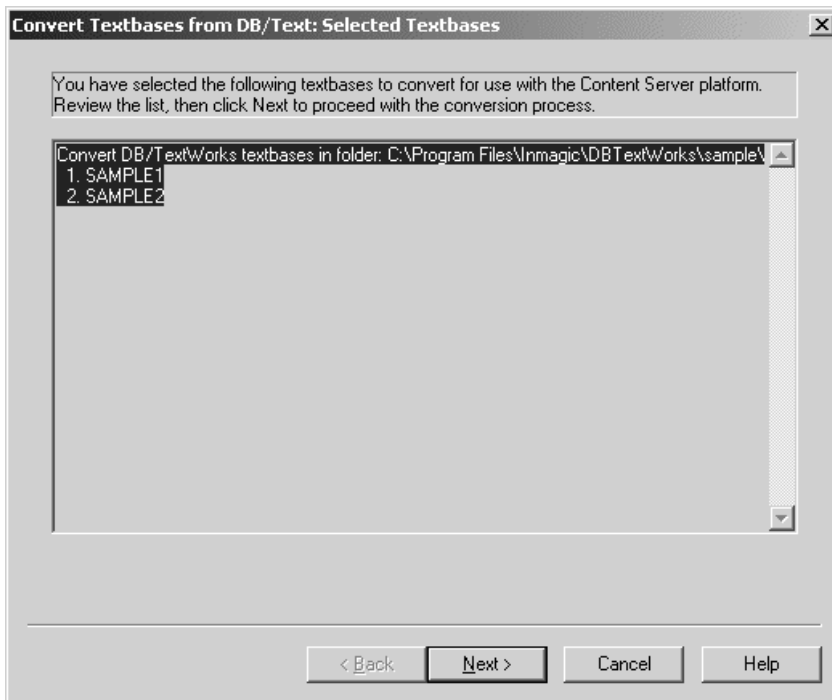 Convert Textbases from DB/Text: Selected Textbases
You have selected the following textbases to convert for use with the Content Server platform.
Review the list, then click Next to proceed with the conversion process.
Convert DB/TextWorks textbases in folder: C:\Program Files\Inmagic\DBTextWorks\sample\
1. SAMPLE1
2. SAMPLE2
< Back Next > Cancel Help